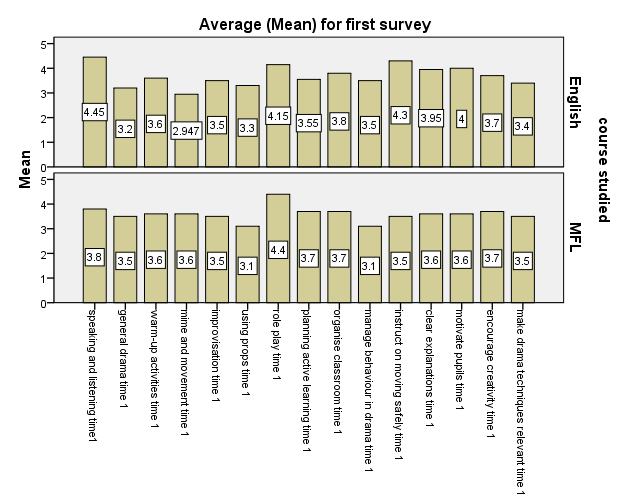 Average (Mean) for first survey
Mean
5
4
3
2
1
0
4.45
3.2
3.6
2.947
3.5
3.3
4.15
3.55
3.8
3.5
4.3
3.95
4
3.7
3.4
English
course studied
5
4
3
2
1
0
3.8
3.5
3.6
3.6
3.5
3.1
4.4
3.7
3.7
3.1
3.5
3.6
3.6
3.7
3.5
MFL
speaking and listening time1
general drama time 1
warm-up activities time 1
mime and movement time 1
improvisation time 1
using props time 1
role play time 1
planning active learning time 1
organise classroom time 1
manage behaviour in drama time 1
instruct on moving safely time 1
clear explanations time 1
motivate pupils time 1
encourage creativity time 1
make drama techniques relevant time 1